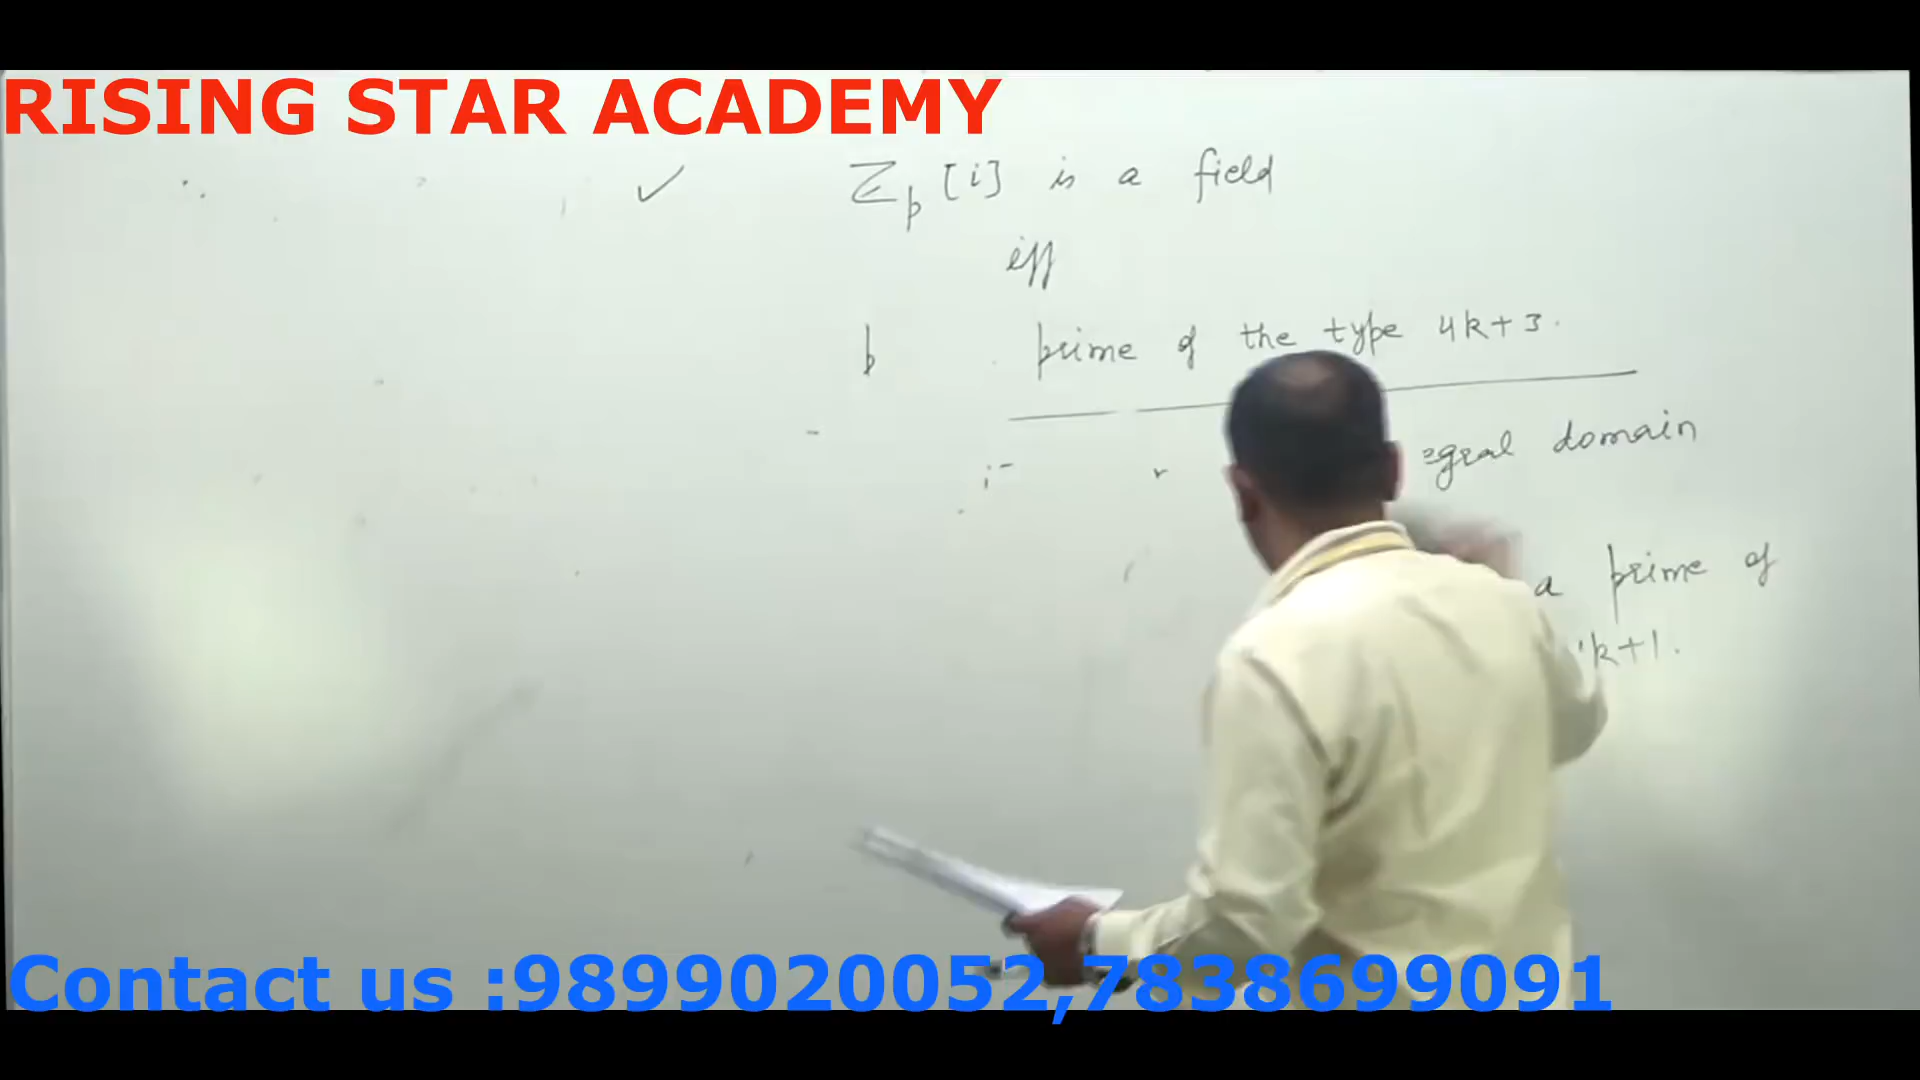 RISING STAR ACADEMY
✓ ℤp [i] is a field
iff
p prime of the type 4k+3.
domain
a prime of
k+1.
Contact us :9899020052,7838699091